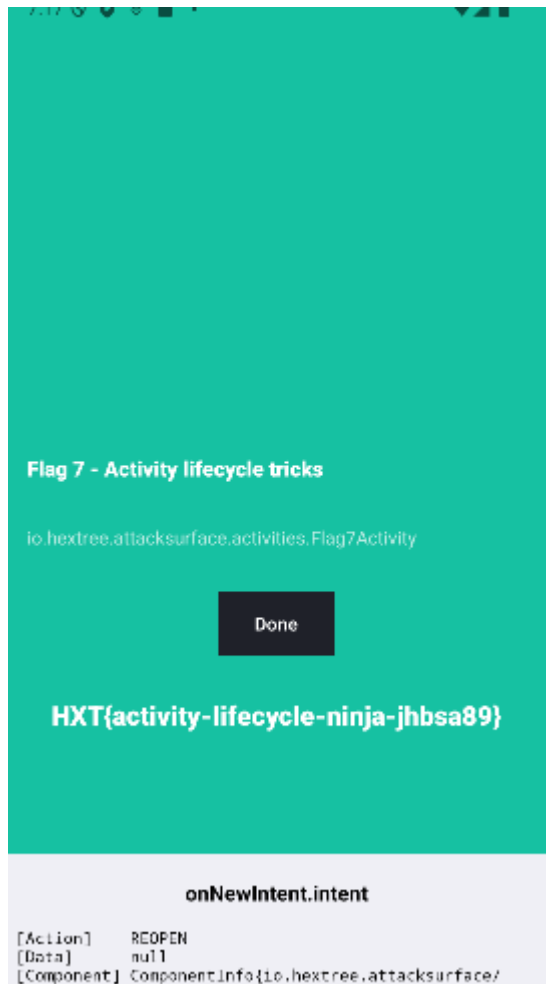 Flag 7 - Activity lifecycle tricks
io.hextree.attacksurface.activities.Flag7Activity
Done
HXT{activity-lifecycle-ninja-jhbsa89}
onNewIntent.intent
[Action] REOPEN
[Data] null
[Component] ComponentInfo{io.hextree.attacksurface/